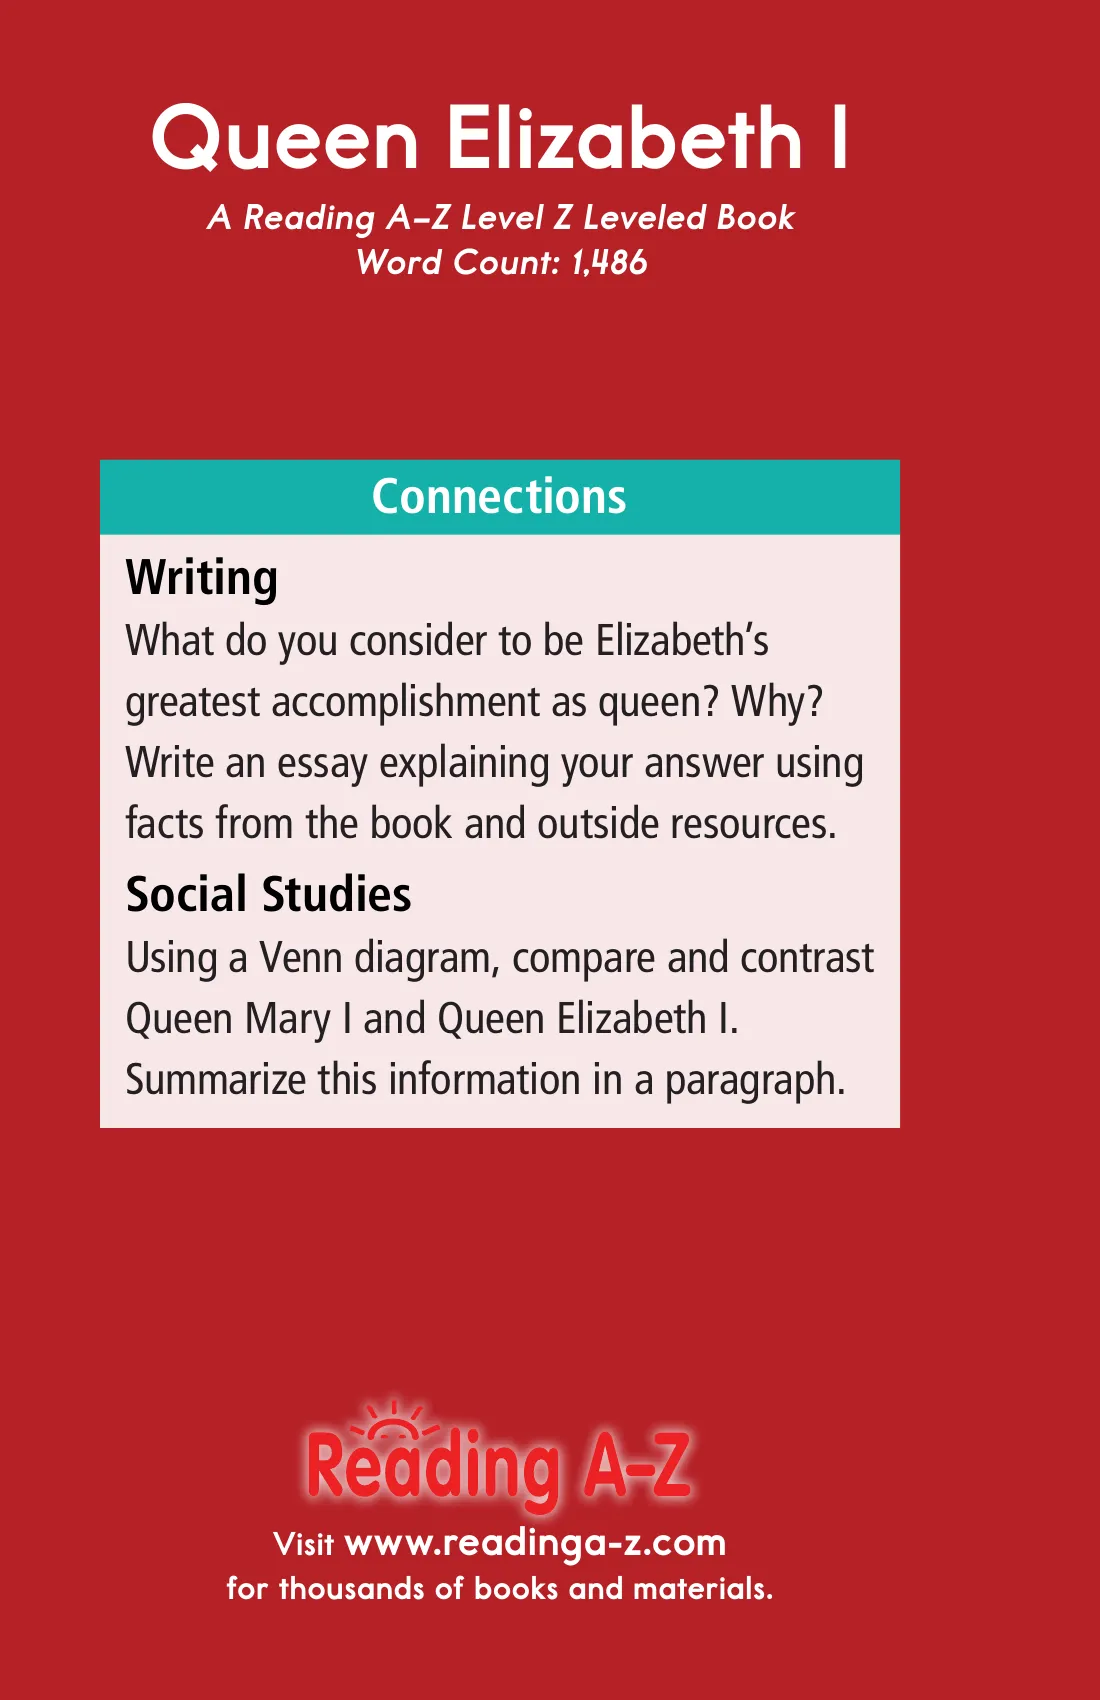 Queen Elizabeth I
A Reading A–Z Level Z Leveled Book
Word Count: 1,486
Connections
Writing
What do you consider to be Elizabeth’s
greatest accomplishment as queen? Why?
Write an essay explaining your answer using
facts from the book and outside resources.
Social Studies
Using a Venn diagram, compare and contrast
Queen Mary I and Queen Elizabeth I.
Summarize this information in a paragraph.
Reading A–Z
Visit www.readinga-z.com
for thousands of books and materials.